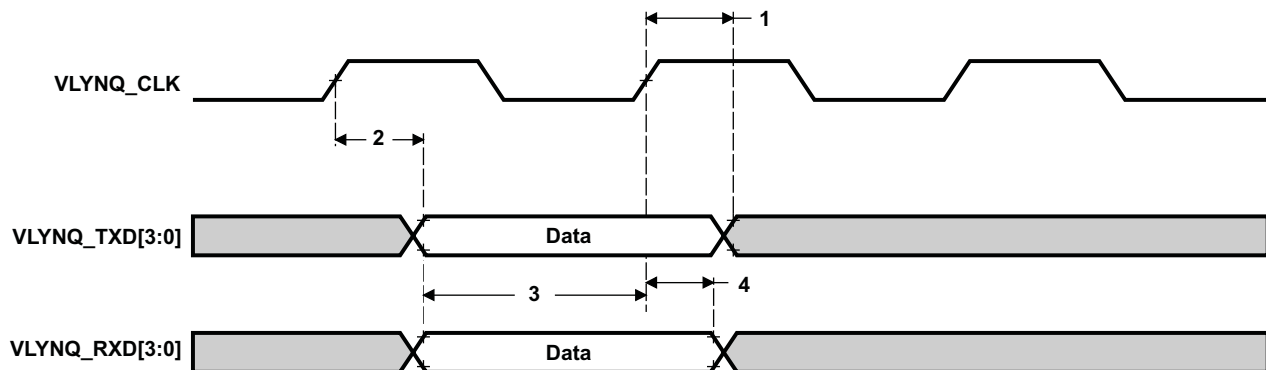 1
VLYNQ_CLK
2
VLYNQ_TXD[3:0]
Data
3
4
VLYNQ_RXD[3:0]
Data